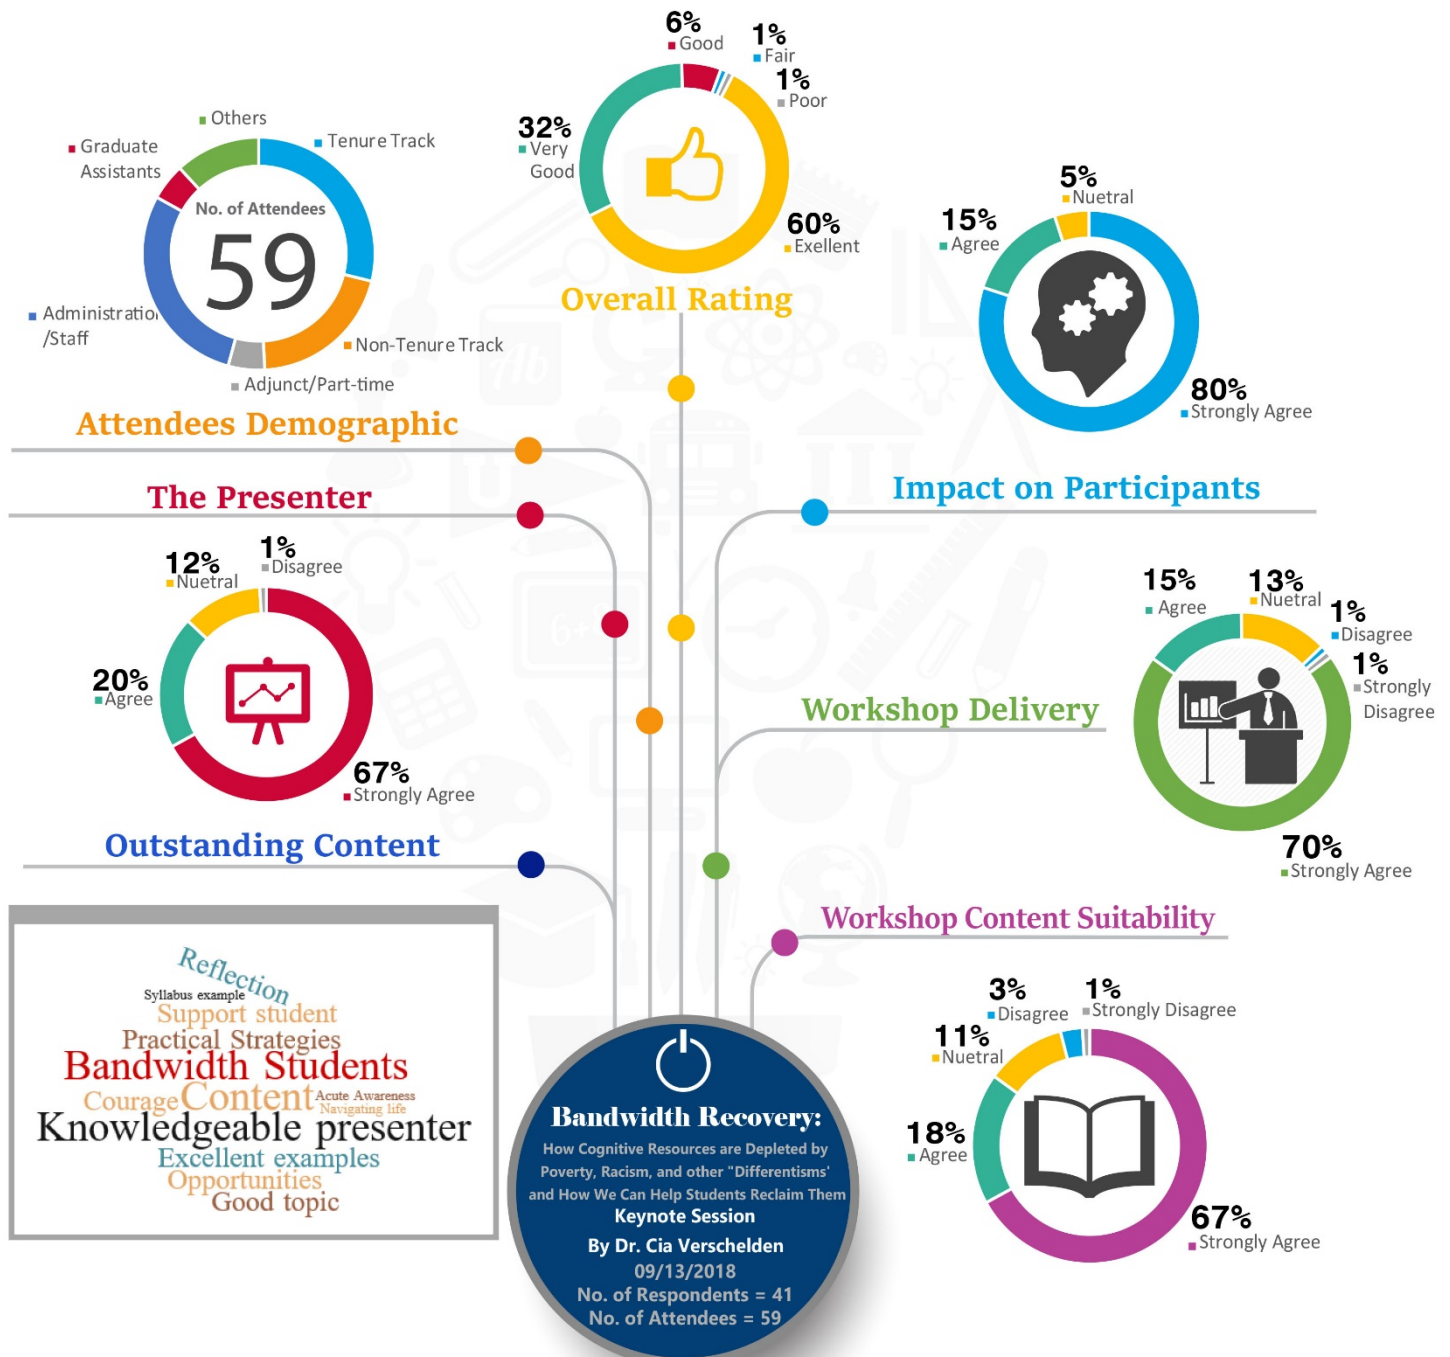 6%
Good
1%
Fair
1%
Poor
32%
Very
Good
60%
Exellent
Overall Rating
Others
Tenure Track
Graduate
Assistants
No. of Attendees
59
Administration
/Staff
Non-Tenure Track
Adjunct/Part-time
Attendees Demographic
5%
Nuetral
15%
Agree
80%
Strongly Agree
Impact on Participants
The Presenter
12%
Nuetral
1%
Disagree
20%
Agree
67%
Strongly Agree
15%
Agree
13%
Nuetral
1%
Disagree
1%
Strongly
Disagree
70%
Strongly Agree
Workshop Delivery
Outstanding Content
Reflection
Syllabus example
Support student
Practical Strategies
Bandwidth Students
Courage Content Acute Awareness
Navigating life
Knowledgeable presenter
Excellent examples
Opportunities
Good topic
Workshop Content Suitability
3%
Disagree
1%
Strongly Disagree
11%
Nuetral
18%
Agree
67%
Strongly Agree
Bandwidth Recovery:
How Cognitive Resources are Depleted by
Poverty, Racism, and other "Differentisms'
and How We Can Help Students Reclaim Them
Keynote Session
By Dr. Cia Verschelden
09/13/2018
No. of Respondents = 41
No. of Attendees = 59
Ab
U